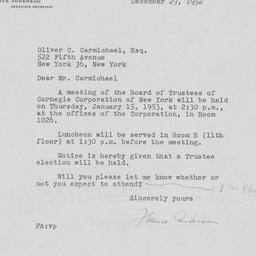 ANDERSON
ASSOCIATE SECRETARY
December 29, 1952
Oliver C. Carmichael, Esq.
522 Fifth Avenue
New York 36, New York
Dear Mr. Carmichael
A meeting of the Board of Trustees of
Carnegie Corporation of New York will be held
on Thursday, January 15, 1953, at 2:30 p.m.,
at the offices of the Corporation, in Room
1026.
Luncheon will be served in Room B (11th
floor) at 1:30 p.m. before the meeting.
Notice is hereby given that a Trustee
election will be held.
Will you please let me know whether or
not you expect to attend?
Sincerely yours
Florence Anderson
FA:vp